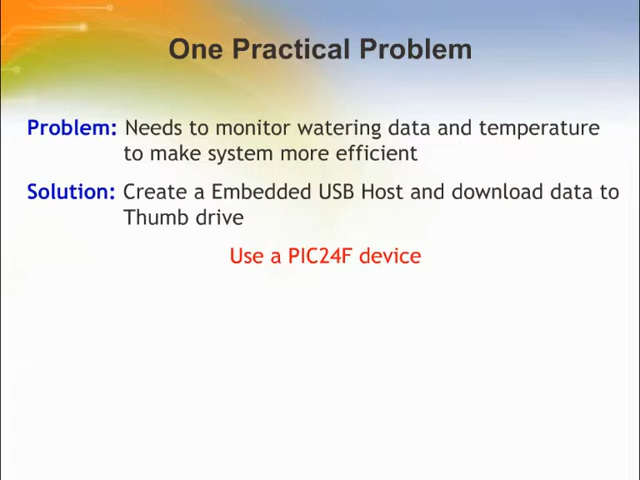 One Practical Problem
Problem: Needs to monitor watering data and temperature
to make system more efficient
Solution: Create a Embedded USB Host and download data to
Thumb drive
Use a PIC24F device